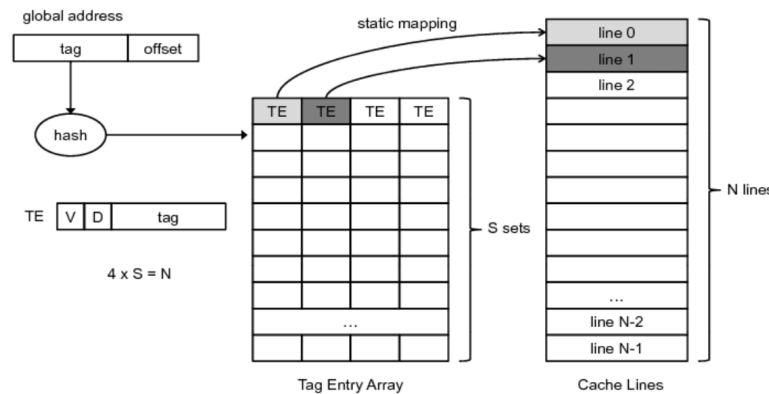 global address
tag offset
hash
TE V D tag
4 x S = N
static mapping
TE TE TE TE
...
S sets
Tag Entry Array
line 0
line 1
line 2
...
line N-2
line N-1
N lines
Cache Lines